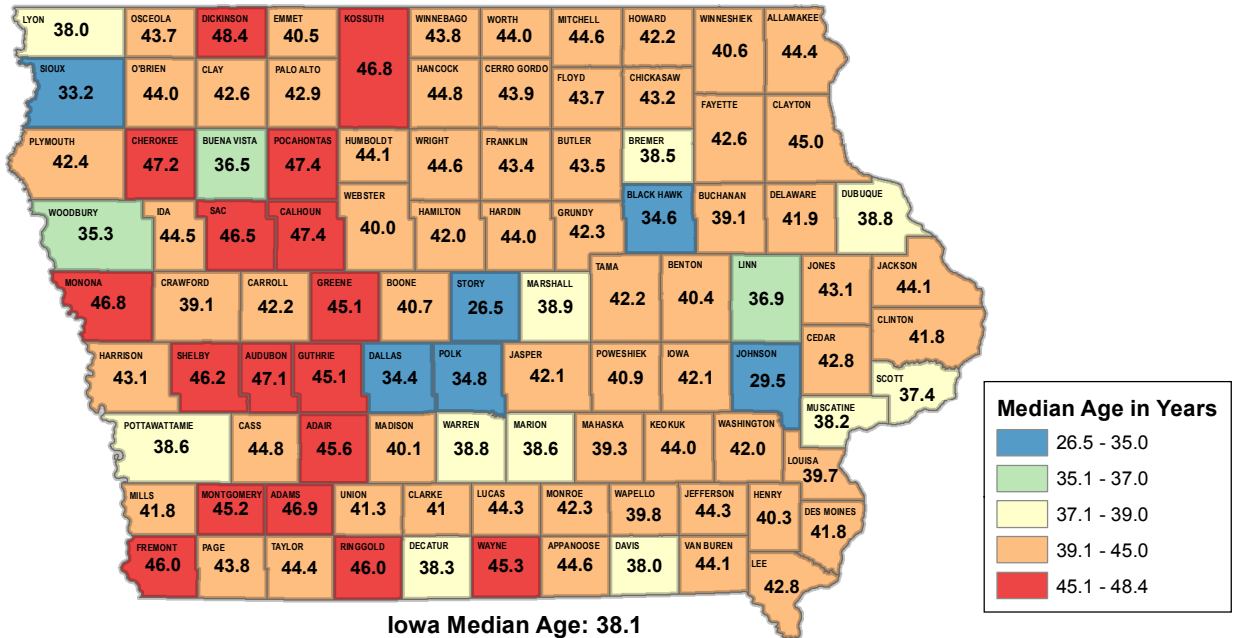 LYON
38.0
OSCEOLA
43.7
DICKINSON
48.4
EMMET
40.5
KOSSUTH
46.8
WINNEBAGO
43.8
WORTH
44.0
MITCHELL
44.6
HOWARD
42.2
WINNESHIEK
40.6
ALLAMAKEE
44.4
SIOUX
33.2
O'BRIEN
44.0
CLAY
42.6
PALO ALTO
42.9
HANCOCK
44.8
CERRO GORDO
43.9
FLOYD
43.7
CHICKASAW
43.2
FAYETTE
42.6
CLAYTON
45.0
PLYMOUTH
42.4
CHEROKEE
47.2
BUENA VISTA
36.5
POCAHONTAS
47.4
HUMBOLDT
44.1
WRIGHT
44.6
FRANKLIN
43.4
BUTLER
43.5
BREMER
38.5
WOODBURY
35.3
IDA
44.5
SAC
46.5
CALHOUN
47.4
WEBSTER
40.0
HAMILTON
42.0
HARDIN
44.0
GRUNDY
42.3
BLACK HAWK
34.6
BUCHANAN
39.1
DELAWARE
41.9
DUBUQUE
38.8
MONONA
46.8
CRAWFORD
39.1
CARROLL
42.2
GREENE
45.1
BOONE
40.7
STORY
26.5
MARSHALL
38.9
TAMA
42.2
BENTON
40.4
LINN
36.9
JONES
43.1
JACKSON
44.1
CLINTON
41.8
CEDAR
42.8
HARRISON
43.1
SHELBY
46.2
AUDUBON
47.1
GUTHRIE
45.1
DALLAS
34.4
POLK
34.8
JASPER
42.1
POWESHIEK
40.9
IOWA
42.1
JOHNSON
29.5
SCOTT
37.4
MUSCATINE
38.2
POTTAWATTAMIE
38.6
CASS
44.8
ADAIR
45.6
MADISON
40.1
WARREN
38.8
MARION
38.6
MAHASKA
39.3
KEOKUK
44.0
WASHINGTON
42.0
LOUISA
39.7
MILLS
41.8
MONTGOMERY
45.2
ADAMS
46.9
UNION
41.3
CLARKE
41
LUCAS
44.3
MONROE
42.3
WAPELLO
39.8
JEFFERSON
44.3
HENRY
40.3
DES MOINES
41.8
FREMONT
46.0
PAGE
43.8
TAYLOR
44.4
RINGGOLD
46.0
DECATUR
38.3
WAYNE
45.3
APPANOOSE
44.6
DAVIS
38.0
VAN BUREN
44.1
LEE
42.8
Iowa Median Age: 38.1
Median Age in Years
26.5 - 35.0
35.1 - 37.0
37.1 - 39.0
39.1 - 45.0
45.1 - 48.4